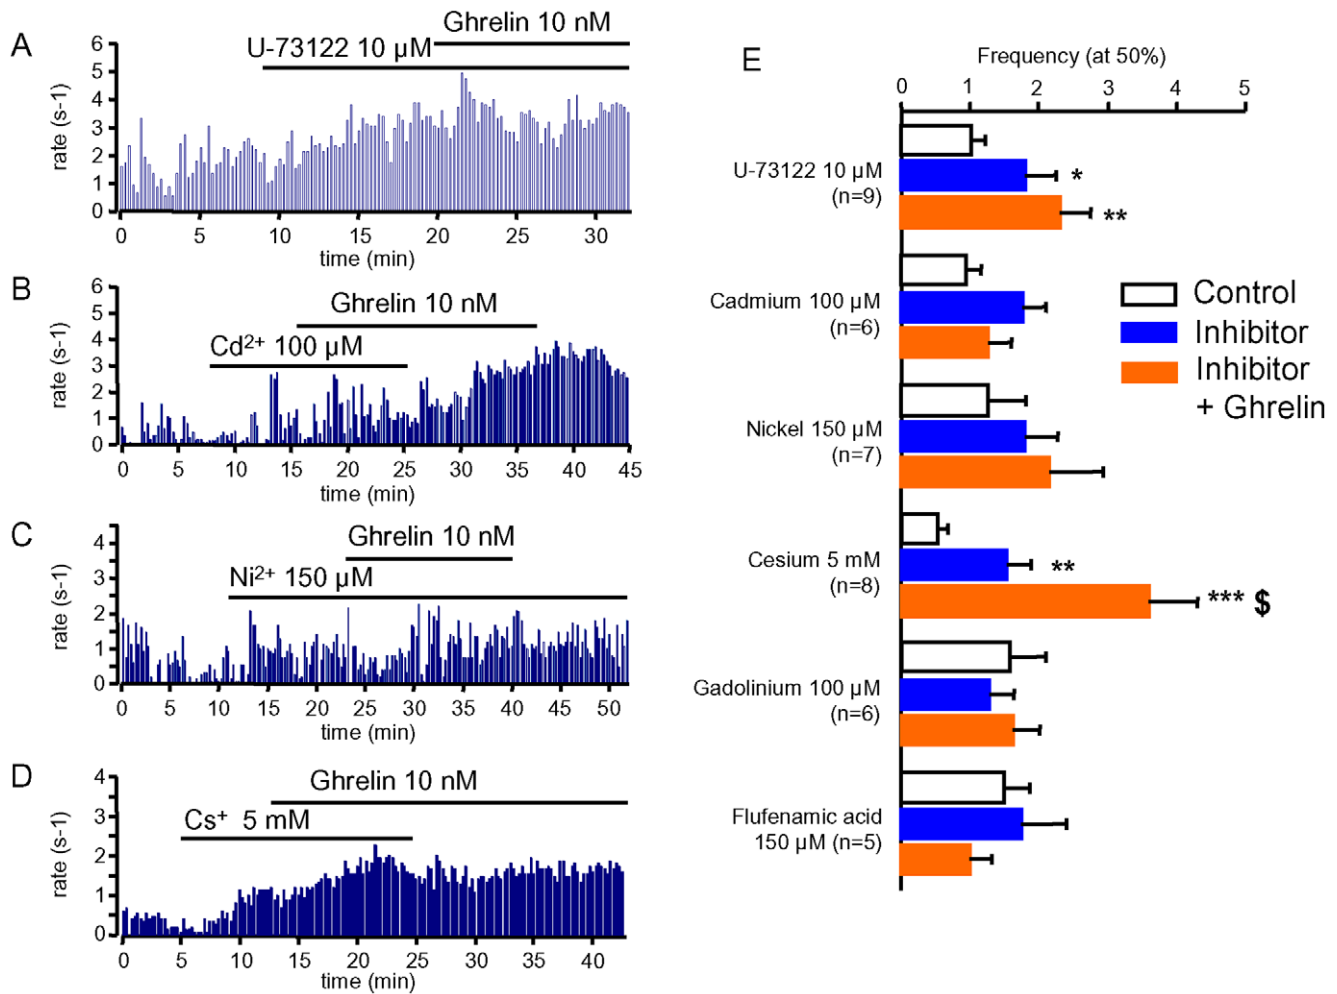 A
Ghrelin 10 nM
U-73122 10 µM
rate (s-1)
6
5
4
3
2
1
0
0 5 10 15 20 25 30
time (min)
B
Ghrelin 10 nM
Cd2+ 100 µM
rate (s-1)
6
5
4
3
2
1
0
0 5 10 15 20 25 30 35 40 45
time (min)
C
Ghrelin 10 nM
Ni2+ 150 µM
rate (s-1)
4
3
2
1
0
0 5 10 15 20 25 30 35 40 45 50
time (min)
D
Ghrelin 10 nM
Cs+ 5 mM
rate (s-1)
4
3
2
1
0
0 5 10 15 20 25 30 35 40
time (min)
E
Frequency (at 50%)
0 1 2 3 4 5
U-73122 10 µM
(n=9)
*
**
Cadmium 100 µM
(n=6)
Nickel 150 µM
(n=7)
Cesium 5 mM
(n=8)
**
*** $
Gadolinium 100 µM
(n=6)
Flufenamic acid
150 µM (n=5)
Control
Inhibitor
Inhibitor
+ Ghrelin